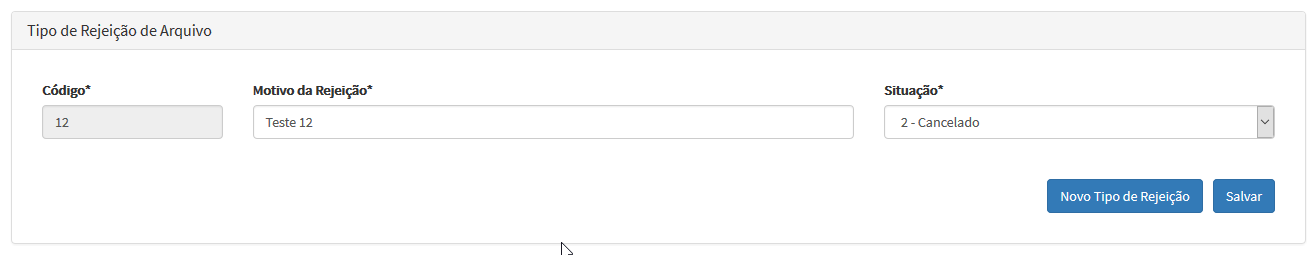 Tipo de Rejeição de Arquivo
Código* Motivo da Rejeição* Situação*
12 Teste 12 2 - Cancelado
Novo Tipo de Rejeição Salvar